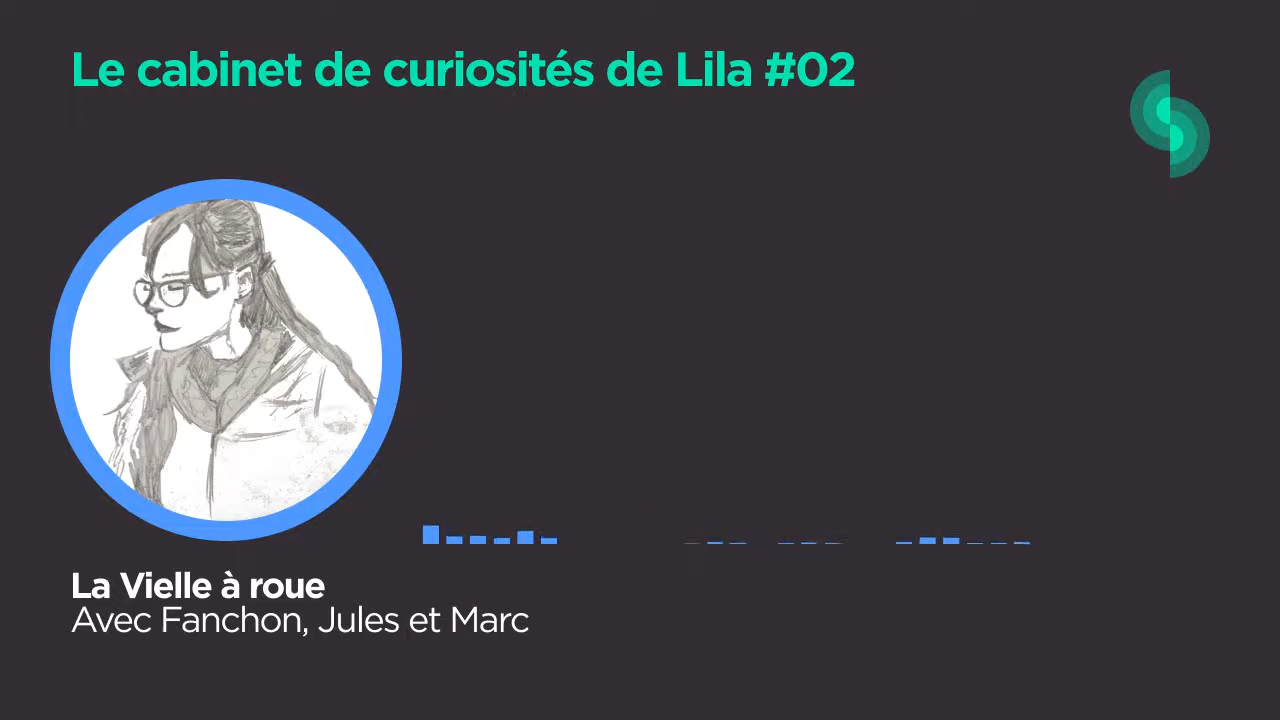 Le cabinet de curiosités de Lila #02
La Vielle à roue
Avec Fanchon, Jules et Marc